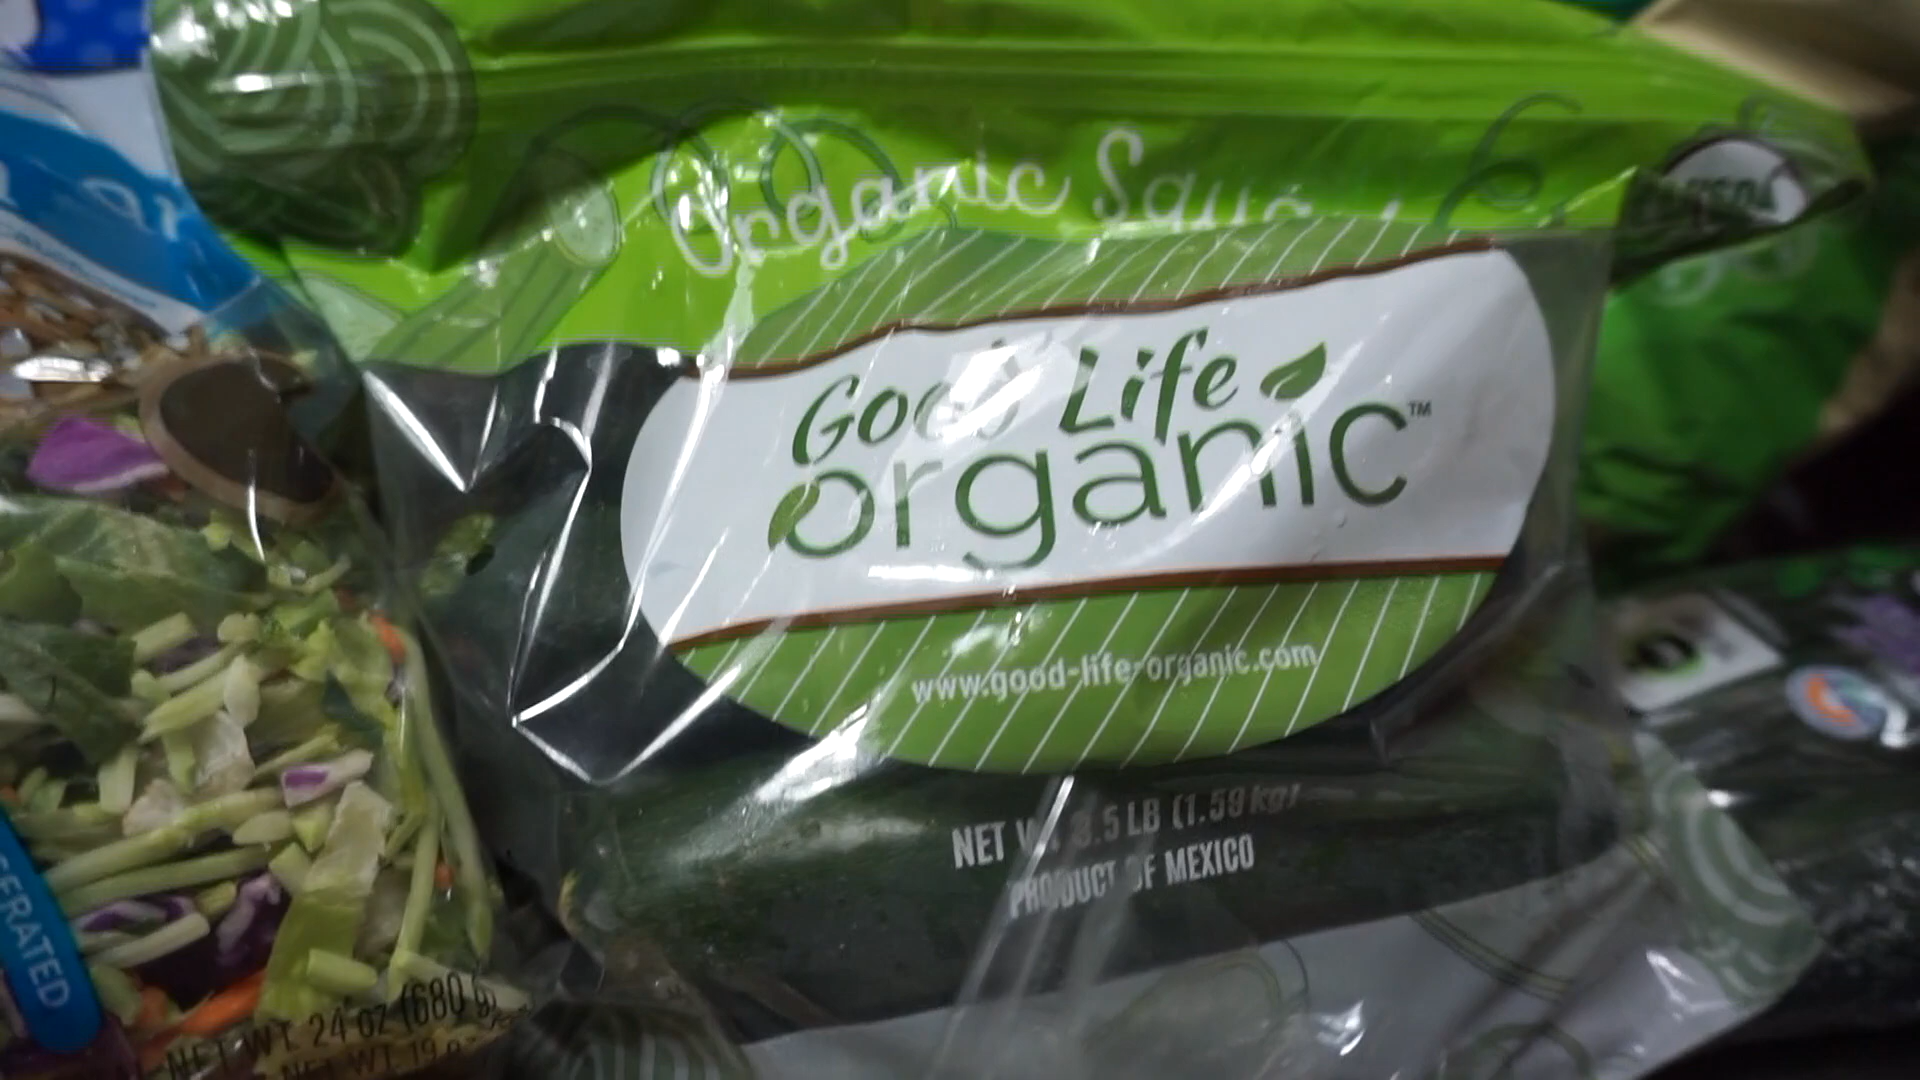 Organic
Good Life
organic™
www.good-life-organic.com
NET WT 3.5 LB (1.59 kg)
PRODUCT OF MEXICO
NET WT. 24 oz (680 g)